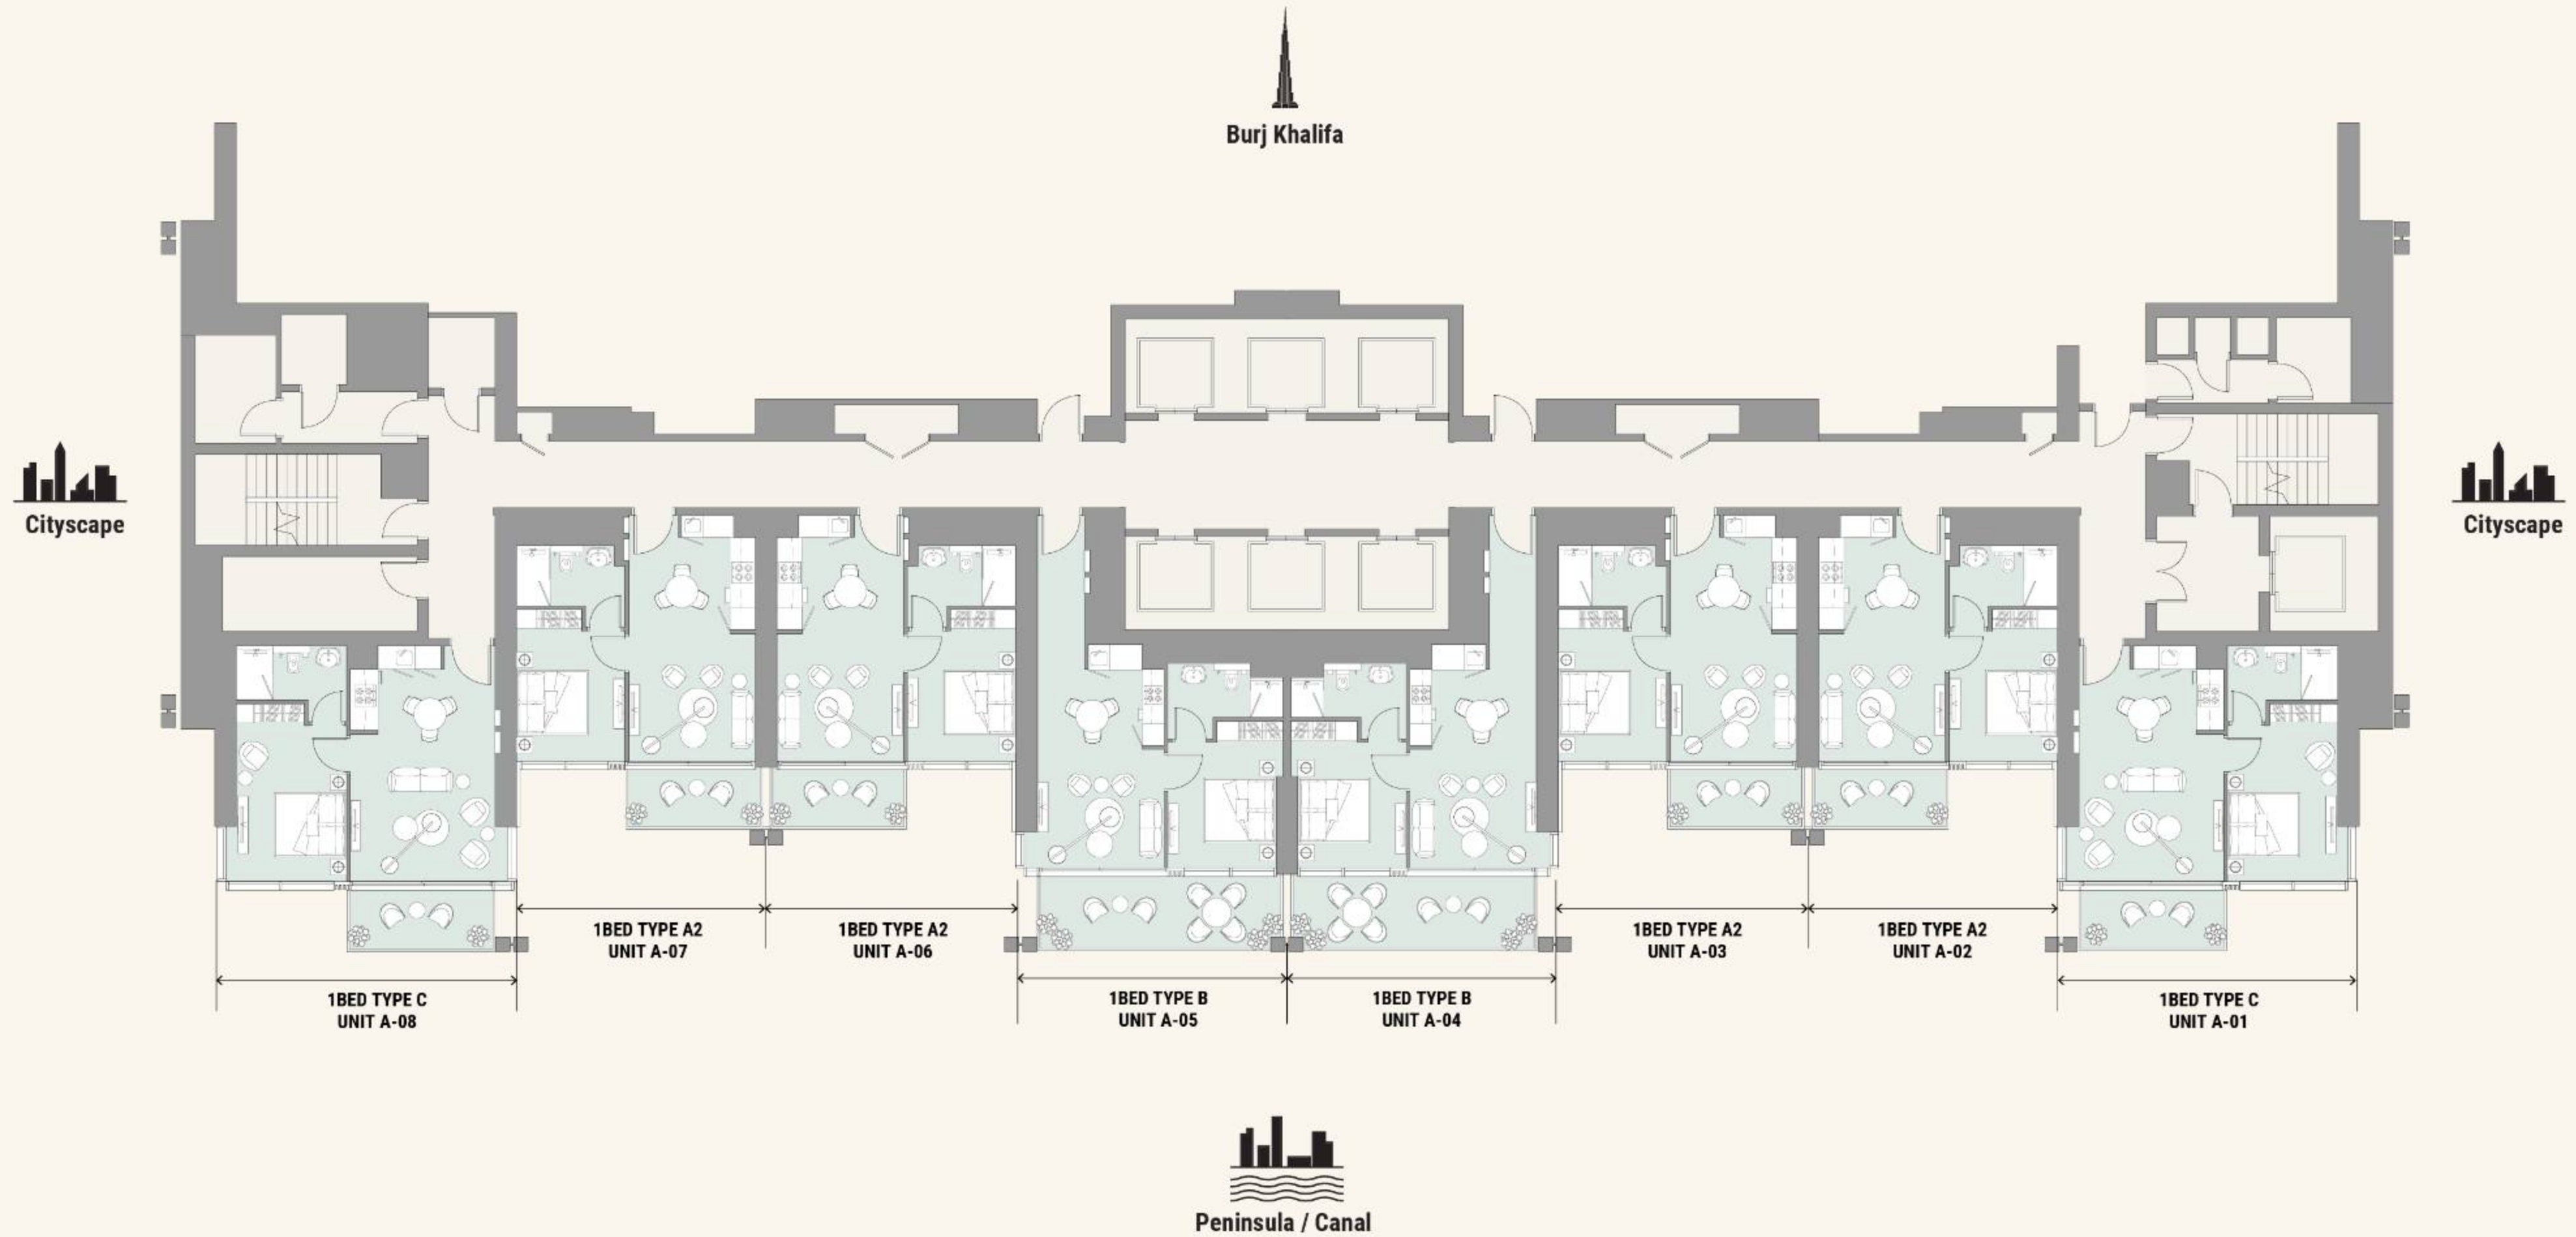 Burj Khalifa
Cityscape
Cityscape
1BED TYPE A2
UNIT A-07
1BED TYPE A2
UNIT A-06
1BED TYPE A2
UNIT A-03
1BED TYPE A2
UNIT A-02
1BED TYPE C
UNIT A-08
1BED TYPE B
UNIT A-05
1BED TYPE B
UNIT A-04
1BED TYPE C
UNIT A-01
Peninsula / Canal